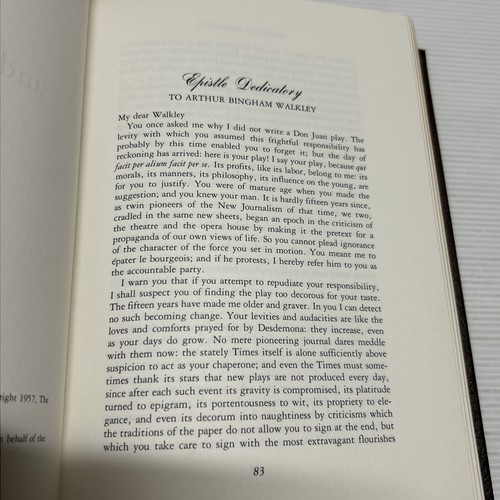 Epistle Dedicatory
TO ARTHUR BINGHAM WALKLEY
My dear Walkley
You once asked me why I did not write a Don Juan play. The
levity with which you assumed this frightful responsibility has
probably by this time enabled you to forget it; but the day of
reckoning has arrived: here is your play! I say your play, because qui
facit per alium facit per se. Its profits, like its labor, belong to me: its
morals, its manners, its philosophy, its influence on the young, are
for you to justify. You were of mature age when you made the
suggestion; and you knew your man. It is hardly fifteen years since,
as twin pioneers of the New Journalism of that time, we two,
cradled in the same new sheets, began an epoch in the criticism of
the theatre and the opera house by making it the pretext for a
propaganda of our own views of life. So you cannot plead ignorance
of the character of the force you set in motion. You meant me to
épater le bourgeois; and if he protests, I hereby refer him to you as
the accountable party.
I warn you that if you attempt to repudiate your responsibility,
I shall suspect you of finding the play too decorous for your taste.
The fifteen years have made me older and graver. In you I can detect
no such becoming change. Your levities and audacities are like the
loves and comforts prayed for by Desdemona: they increase, even
as your days do grow. No mere pioneering journal dares meddle
with them now: the stately Times itself is alone sufficiently above
suspicion to act as your chaperone; and even the Times must some-
times thank its stars that new plays are not produced every day,
since after each such event its gravity is compromised, its platitude
turned to epigram, its portentousness to wit, its propriety to ele-
gance, and even its decorum into naughtiness by criticisms which
the traditions of the paper do not allow you to sign at the end, but
which you take care to sign with the most extravagant flourishes
83
right 1957, The
behalf of the